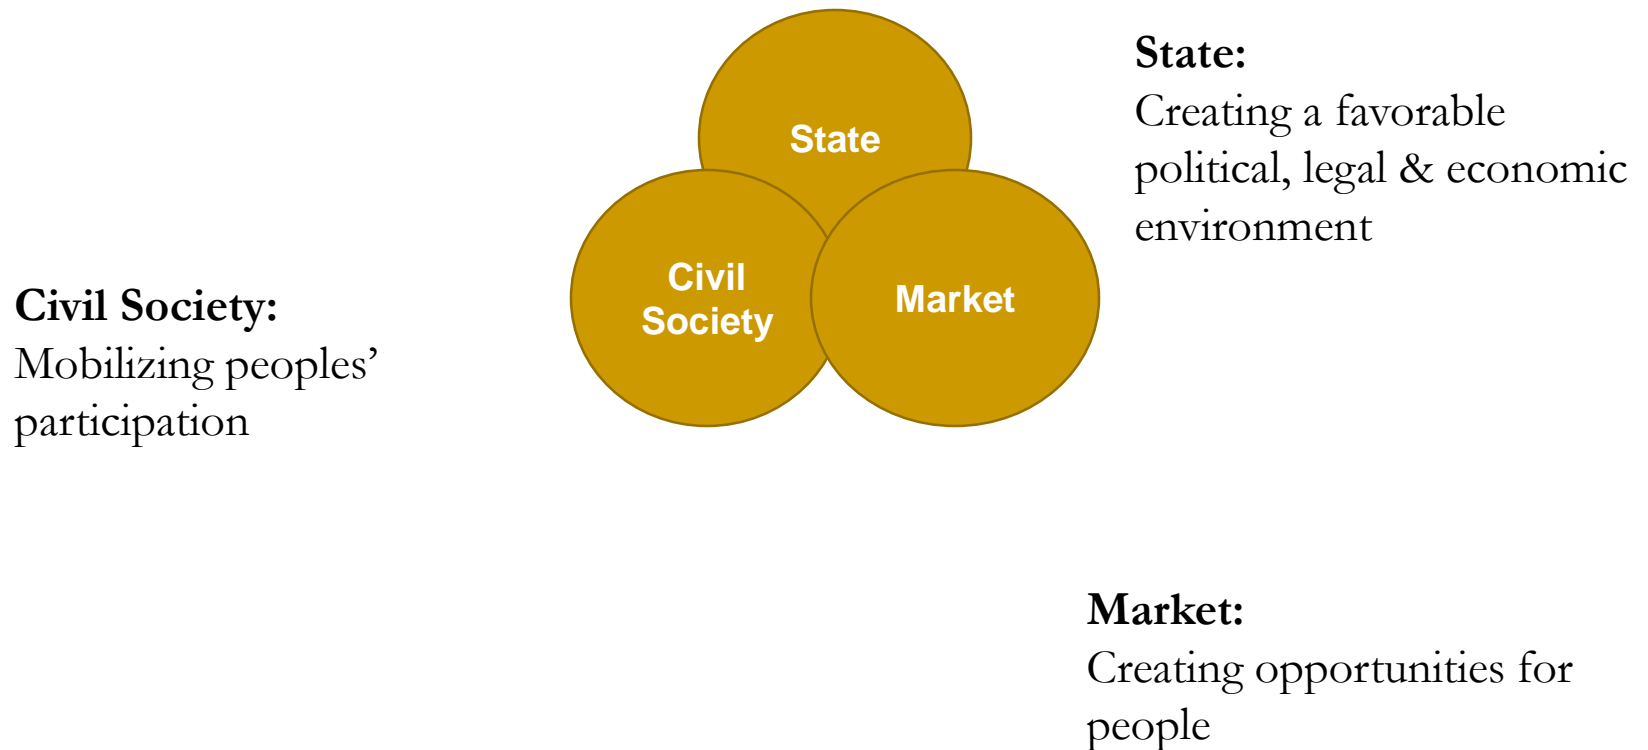 State:
Creating a favorable
political, legal & economic
environment
State
Civil
Society
Market
Civil Society:
Mobilizing peoples’
participation
Market:
Creating opportunities for
people